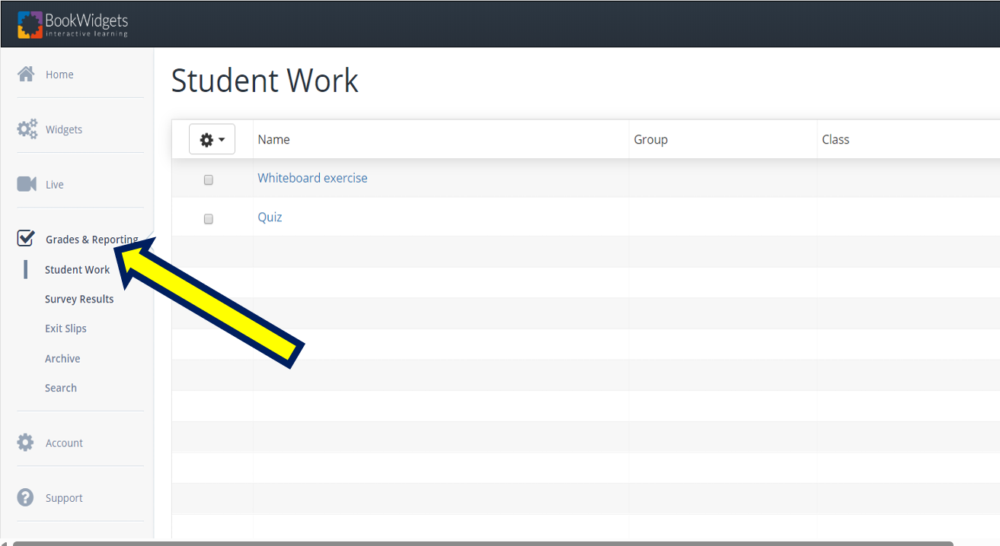 BookWidgets
interactive learning
Home
Widgets
Live
Grades & Reporting
Student Work
Survey Results
Exit Slips
Archive
Search
Account
Support
Student Work
Name Group Class
Whiteboard exercise
Quiz